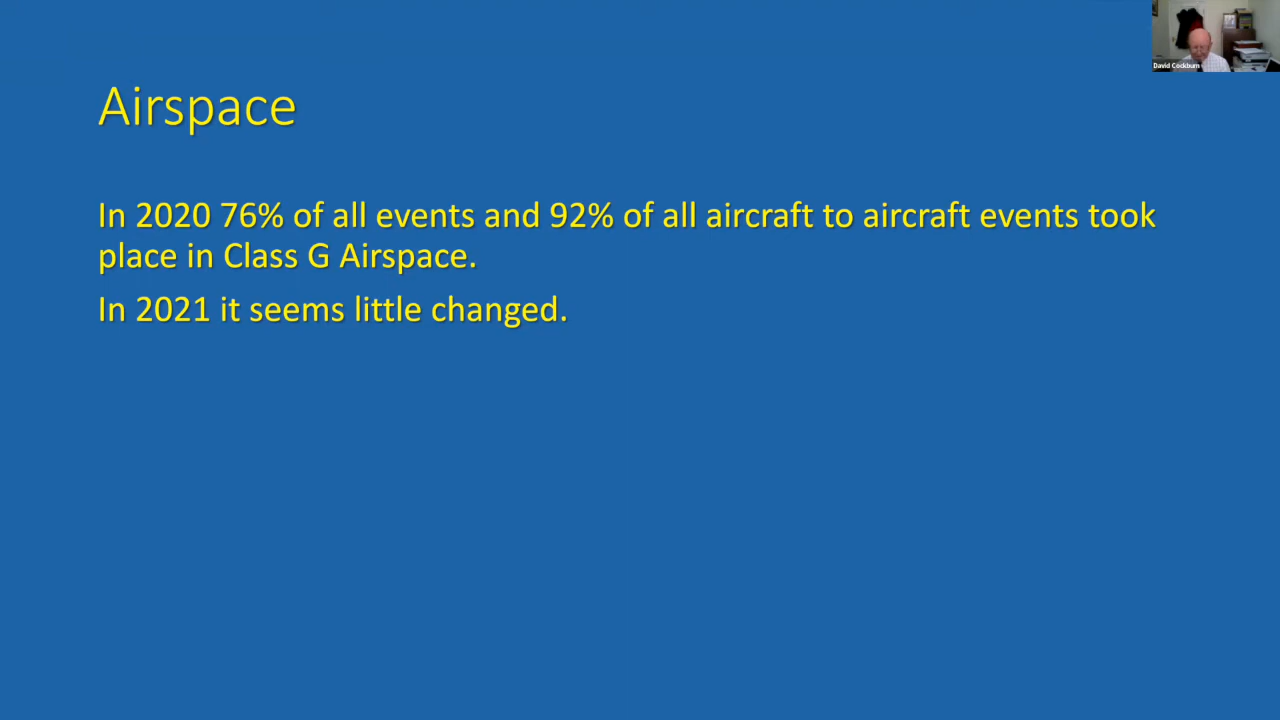 David Cockburn
Airspace
In 2020 76% of all events and 92% of all aircraft to aircraft events took
place in Class G Airspace.
In 2021 it seems little changed.